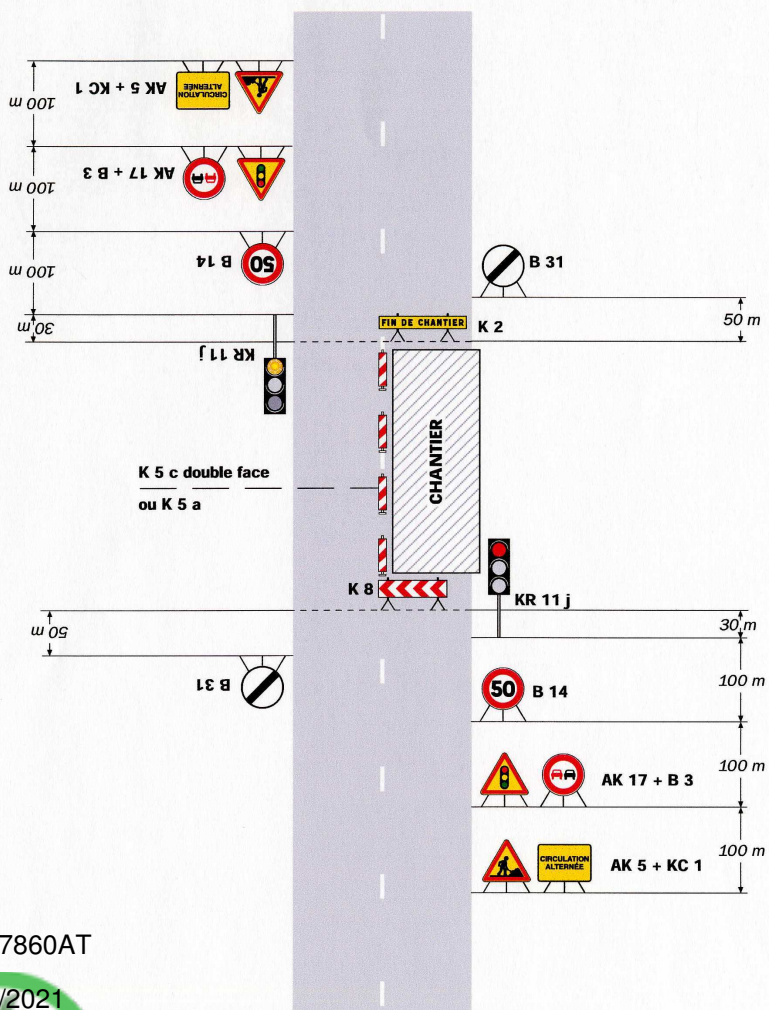 100 m
CIRCULATION
ALTERNÉE
AK 5 + KC 1
100 m
AK 17 + B 3
100 m
50
B 14
30 m
KR 11 j
B 31
50 m
FIN DE CHANTIER
K 2
CHANTIER
K 5 c double face
ou K 5 a
K 8
KR 11 j
50 m
B 31
30 m
50
B 14
100 m
AK 17 + B 3
100 m
CIRCULATION
ALTERNÉE
AK 5 + KC 1
100 m
7860AT
/2021